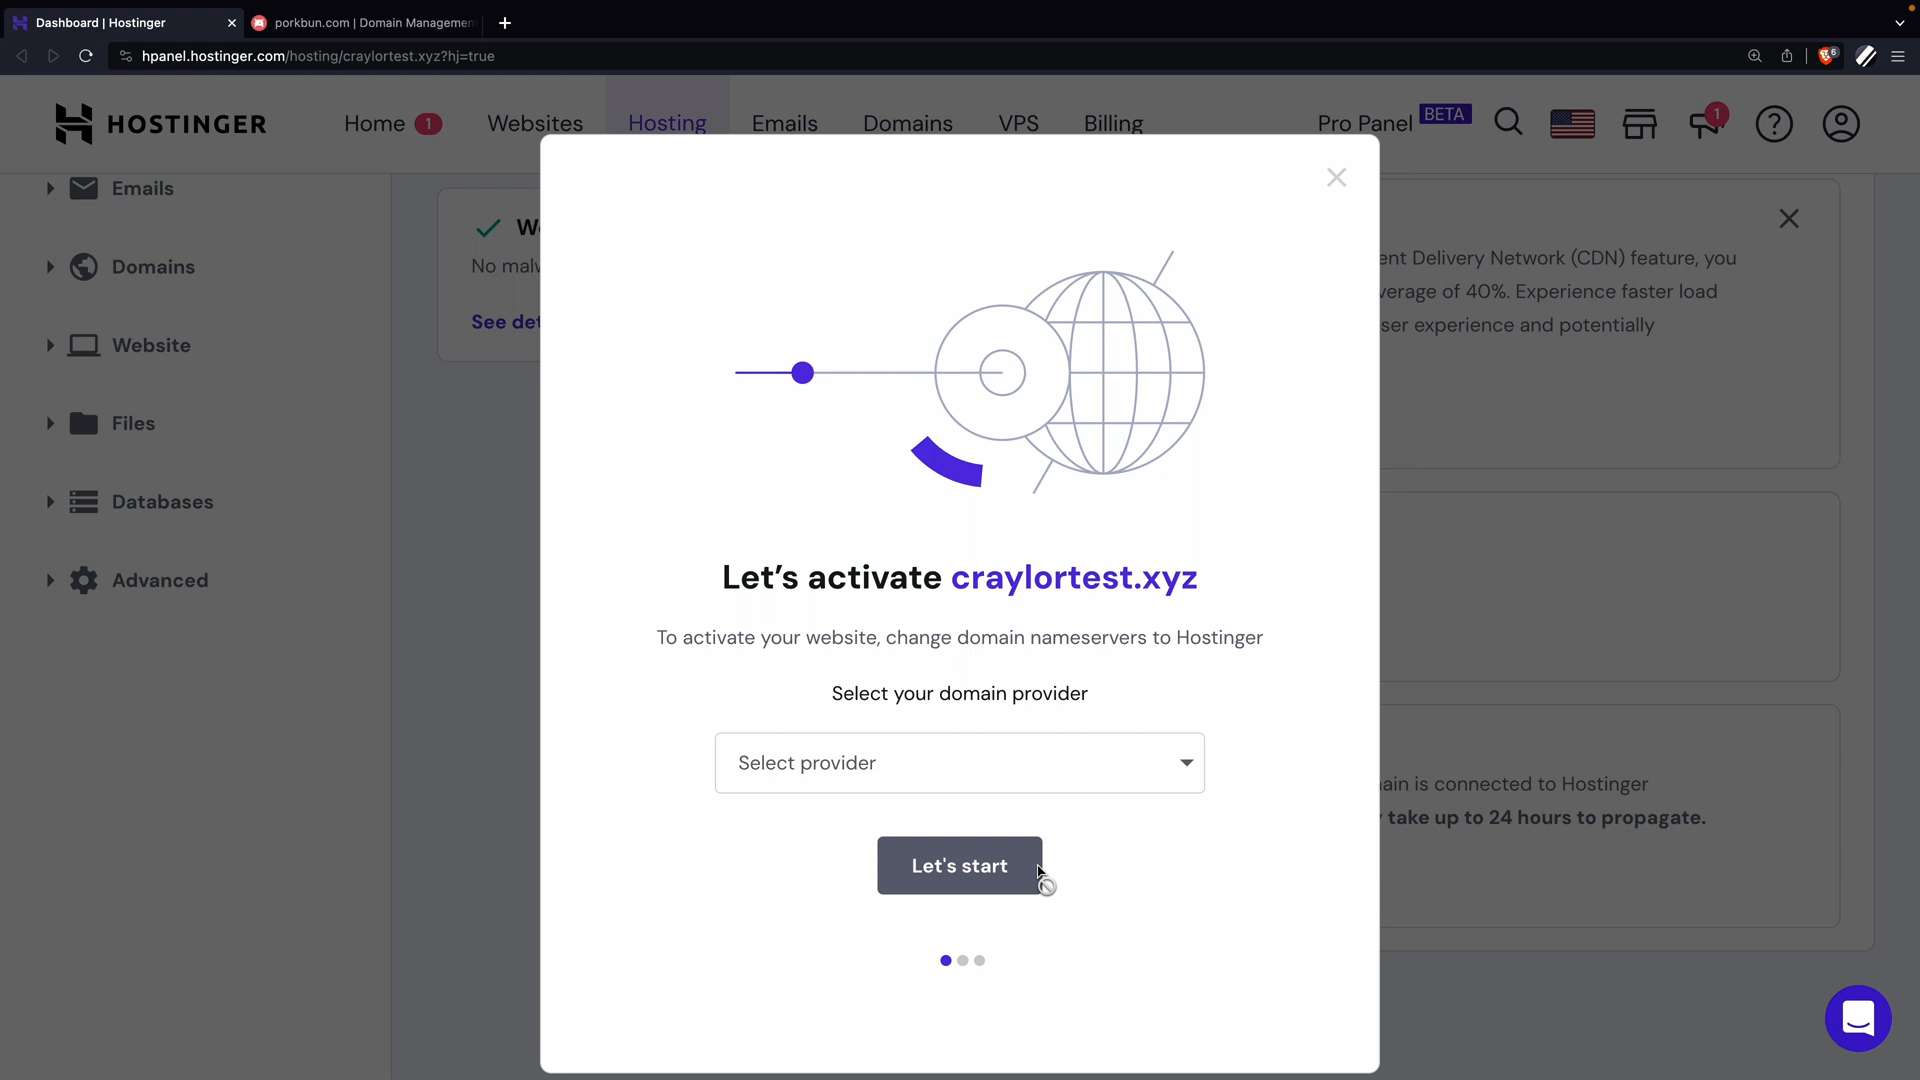 Dashboard | Hostinger
porkbun.com | Domain Managemen
hpanel.hostinger.com/hosting/craylortest.xyz?hj=true
6
HOSTINGER
Home 1
Websites
Hosting
Emails
Domains
VPS
Billing
Pro Panel BETA
1
Emails
Domains
Website
Files
Databases
Advanced
No malw
See det
ent Delivery Network (CDN) feature, you
verage of 40%. Experience faster load
ser experience and potentially
Let's activate craylortest.xyz
To activate your website, change domain nameservers to Hostinger
Select your domain provider
Select provider
Let's start
ain is connected to Hostinger
take up to 24 hours to propagate.